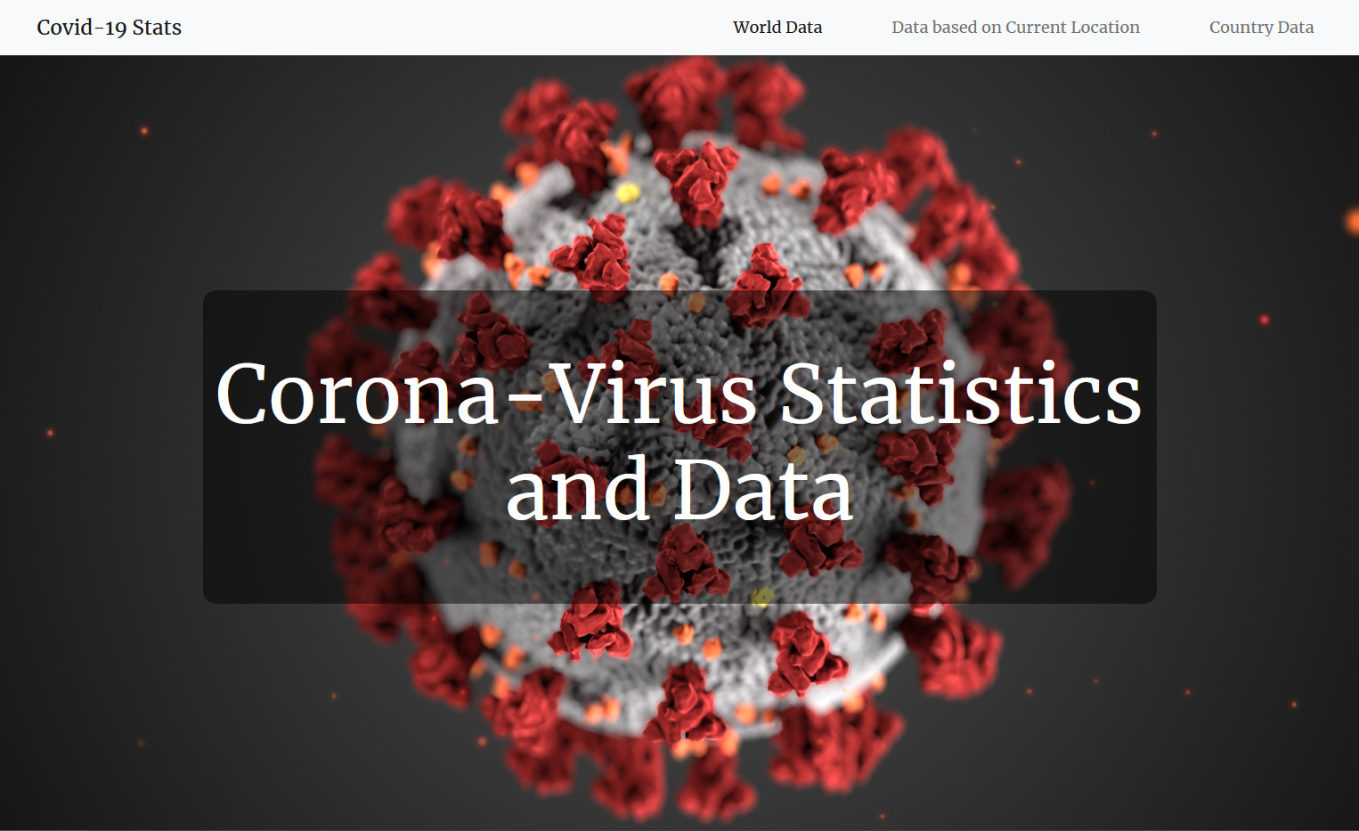 Covid-19 Stats
World Data
Data based on Current Location
Country Data
Corona-Virus Statistics
and Data